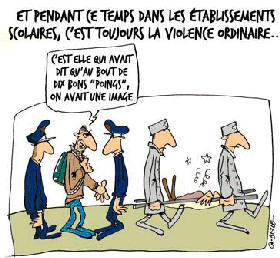 ET PENDANT CE TEMPS DANS LES ÉTABLISSEMENTS
SCOLAIRES, C'EST TOUJOURS LA VIOLENCE ORDINAIRE...
C'EST ELLE QUI AVAIT
DIT QU'AU BOUT DE
DIX BONS "POINGS",
ON AVAIT UNE IMAGE